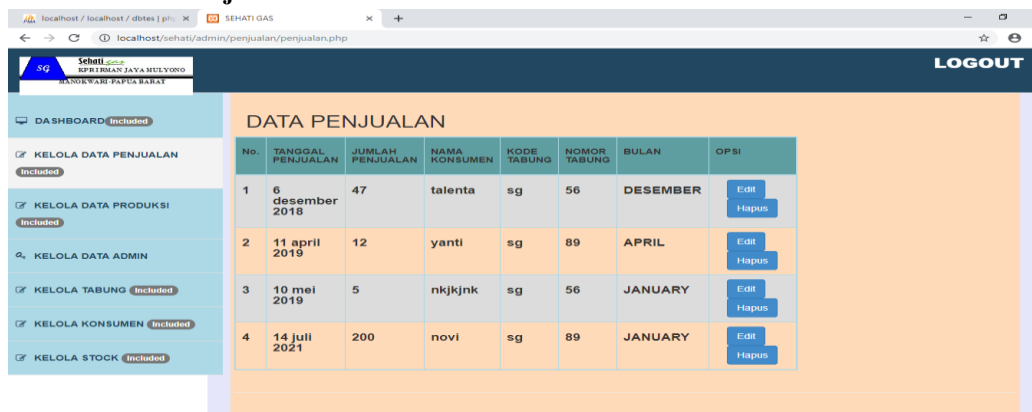 localhost / localhost / dbtes | ph
SEHATI GAS
localhost/sehati/admin/penjualan/penjualan.php
SG
Sehati gas
KPR IRMAN JAYA MULYONO
MANOKWARI-PAPUA BARAT
LOGOUT
DASHBOARD Included
KELOLA DATA PENJUALAN
Included
KELOLA DATA PRODUKSI
Included
KELOLA DATA ADMIN
KELOLA TABUNG Included
KELOLA KONSUMEN Included
KELOLA STOCK Included
DATA PENJUALAN
No. TANGGAL PENJUALAN JUMLAH PENJUALAN NAMA KONSUMEN KODE TABUNG NOMOR TABUNG BULAN OPSI
1 6 desember 2018 47 talenta sg 56 DESEMBER Edit Hapus
2 11 april 2019 12 yanti sg 89 APRIL Edit Hapus
3 10 mei 2019 5 nkjkjnk sg 56 JANUARY Edit Hapus
4 14 juli 2021 200 novi sg 89 JANUARY Edit Hapus